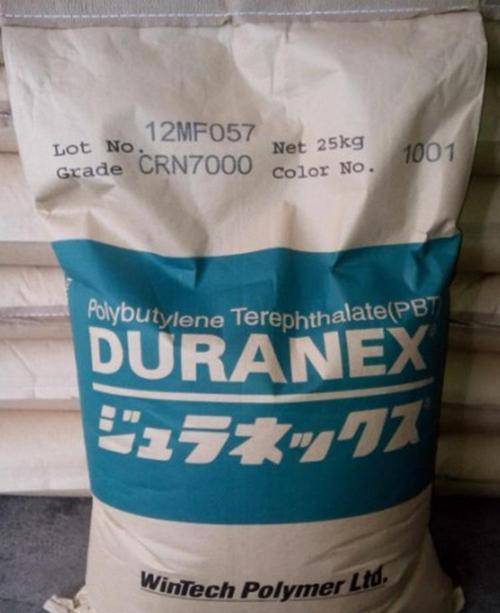 Lot No. 12MF057 Net 25kg
Grade CRN7000 Color No. 1001
Polybutylene Terephthalate(PBT)
DURANEX®
ジュラネックス®
WinTech Polymer Ltd.